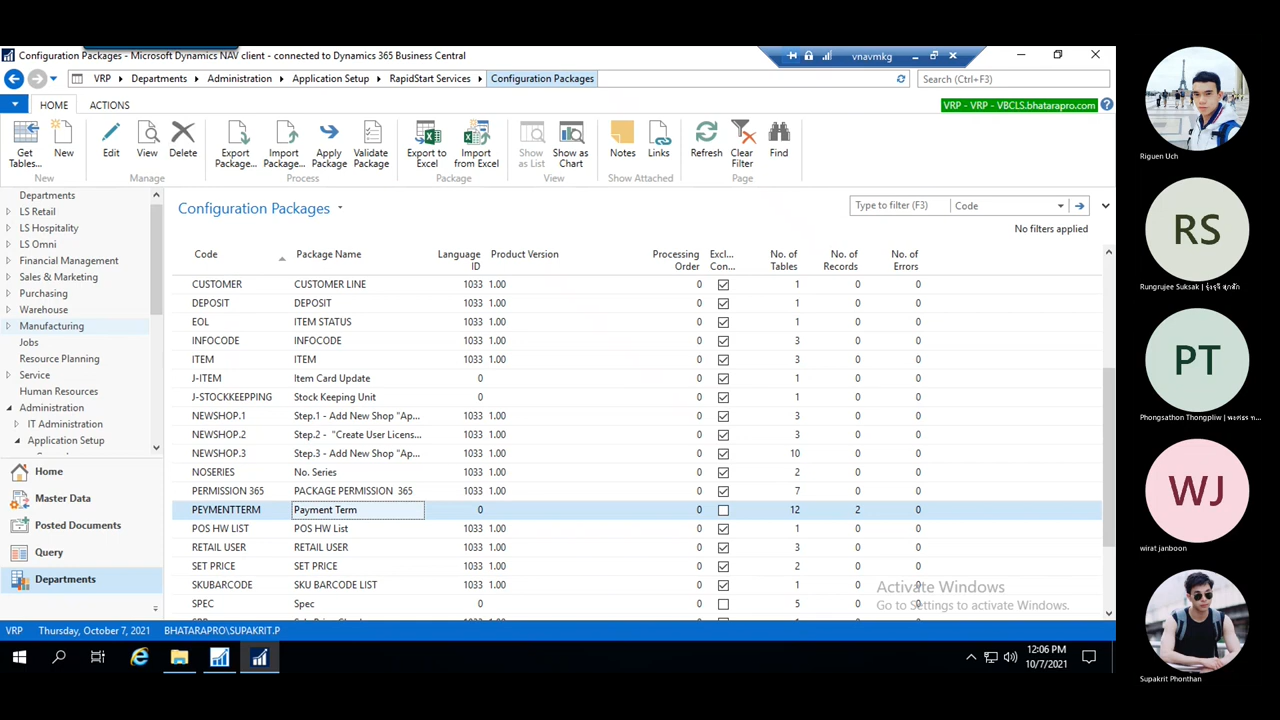 Configuration Packages - Microsoft Dynamics NAV client - connected to Dynamics 365 Business Central
vnavmkg
VRP Departments Administration Application Setup RapidStart Services Configuration Packages
Search (Ctrl+F3)
HOME ACTIONS
VRP - VRP - VBCLS.bhatarapro.com
Get Tables... New Edit View Delete Export Package... Import Package... Apply Package Validate Package Export to Excel Import from Excel Show as List Show as Chart Notes Links Refresh Clear Filter Find
New Manage Process Package View Show Attached Page
Departments
LS Retail
LS Hospitality
LS Omni
Financial Management
Sales & Marketing
Purchasing
Warehouse
Manufacturing
Jobs
Resource Planning
Service
Human Resources
Administration
IT Administration
Application Setup
Home
Master Data
Posted Documents
Query
Departments
Configuration Packages
Type to filter (F3) Code
No filters applied
Code Package Name Language ID Product Version Processing Order Excl... Con... No. of Tables No. of Records No. of Errors
CUSTOMER CUSTOMER LINE 1033 1.00 0 1 0 0
DEPOSIT DEPOSIT 1033 1.00 0 1 0 0
EOL ITEM STATUS 1033 1.00 0 1 0 0
INFOCODE INFOCODE 1033 1.00 0 3 0 0
ITEM ITEM 1033 1.00 0 3 0 0
J-ITEM Item Card Update 0 0 1 0 0
J-STOCKKEEPPING Stock Keeping Unit 0 0 1 0 0
NEWSHOP.1 Step.1 - Add New Shop "Ap... 1033 1.00 0 3 0 0
NEWSHOP.2 Step.2 - "Create User Licens... 1033 1.00 0 3 0 0
NEWSHOP.3 Step.3 - Add New Shop "Ap... 1033 1.00 0 10 0 0
NOSERIES No. Series 1033 1.00 0 2 0 0
PERMISSION 365 PACKAGE PERMISSION 365 1033 1.00 0 7 0 0
PEYMENTTERM Payment Term 0 0 12 2 0
POS HW LIST POS HW List 1033 1.00 0 1 0 0
RETAIL USER RETAIL USER 1033 1.00 0 3 0 0
SET PRICE SET PRICE 1033 1.00 0 2 0 0
SKUBARCODE SKU BARCODE LIST 1033 1.00 0 1 0 0
SPEC Spec 0 0 5 0 0
Activate Windows
Go to Settings to activate Windows.
VRP Thursday, October 7, 2021 BHATARAPRO\SUPAKRIT.P
12:06 PM
10/7/2021
Riguen Uch
RS
Rungrujee Suksak | รุ่งรุจี สุกสัก
PT
Phongsathon Thongpliw |
WJ
wirat janboon
Supakrit Phonthan